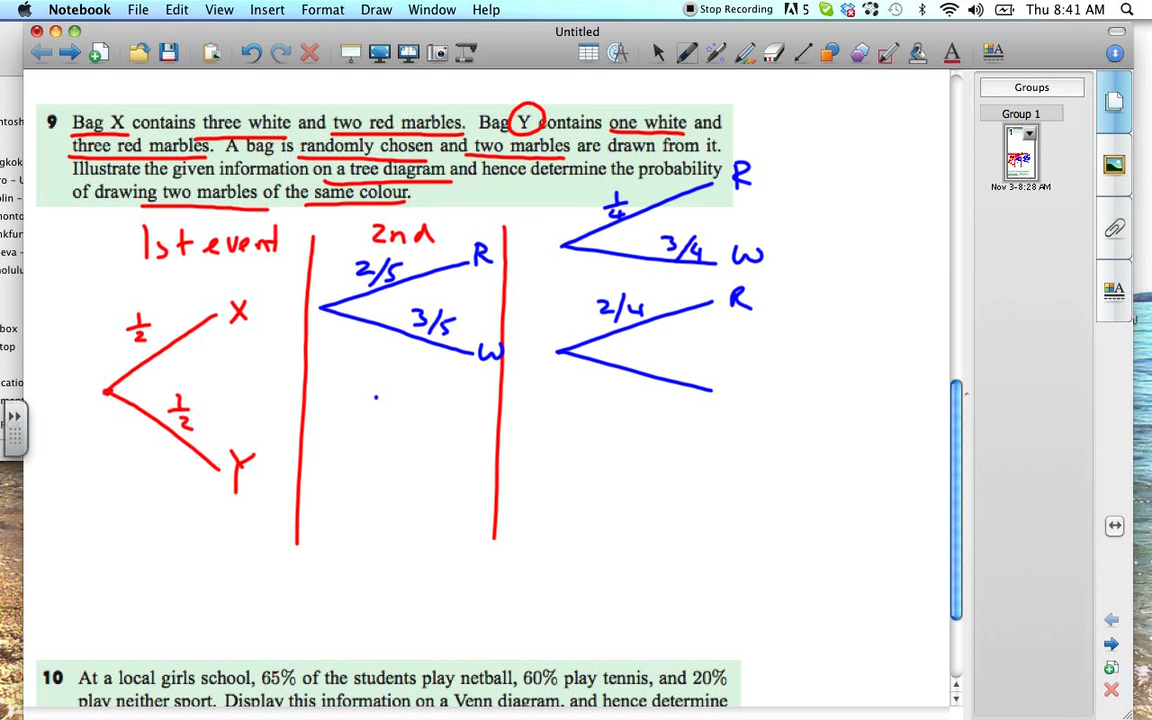 Notebook File Edit View Insert Format Draw Window Help Stop Recording 5 Thu 8:41 AM
Untitled
Groups
Group 1
1
Nov 3-8:28 AM
9 Bag X contains three white and two red marbles. Bag Y contains one white and
three red marbles. A bag is randomly chosen and two marbles are drawn from it.
Illustrate the given information on a tree diagram and hence determine the probability
of drawing two marbles of the same colour.
1st event
2nd
1/2
X
1/2
Y
2/5
R
3/5
W
1/4
R
3/4
W
2/4
R
10 At a local girls school, 65% of the students play netball, 60% play tennis, and 20%
play neither sport. Display this information on a Venn diagram, and hence determine